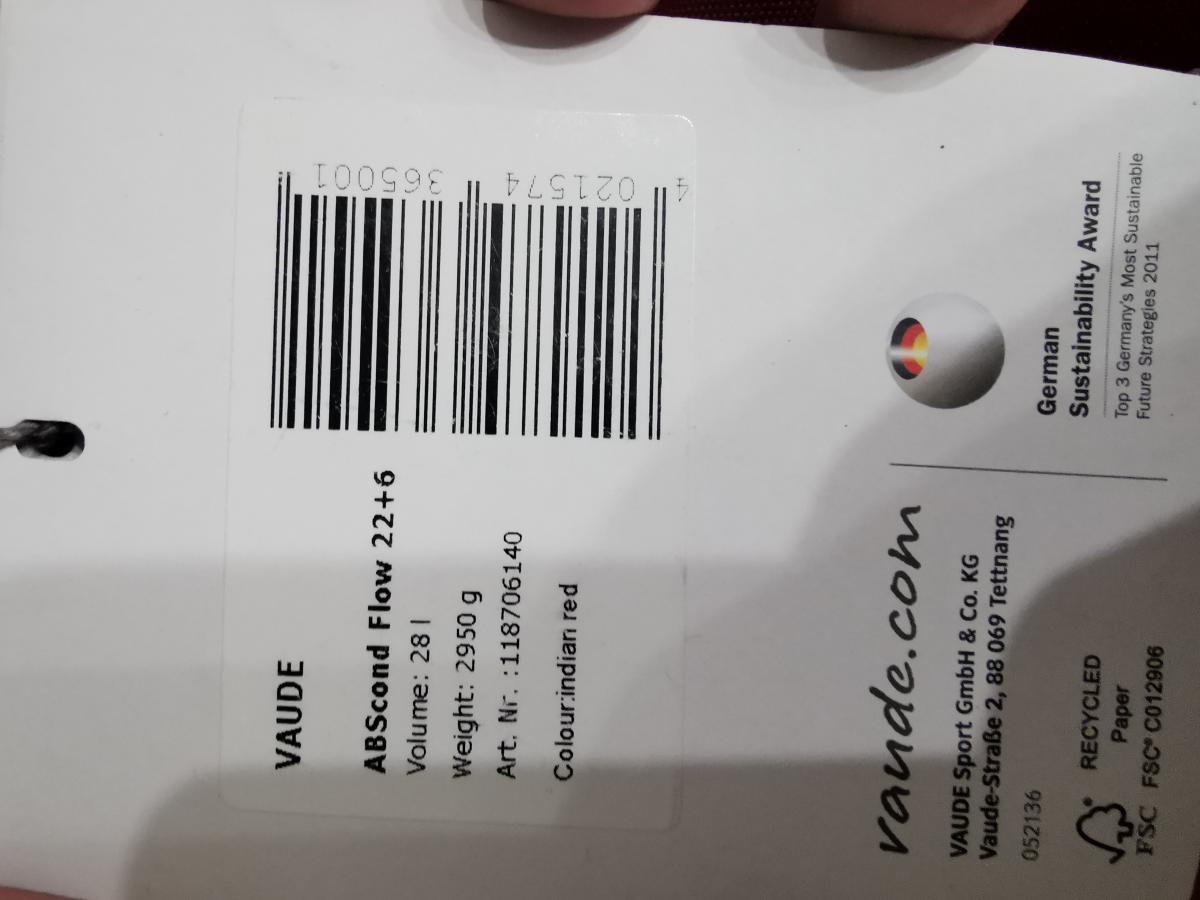 VAUDE
ABScond Flow 22+6
Volume: 28 l
Weight: 2950 g
Art. Nr. :118706140
Colour:indian red
4 021574 365001
vaude.com
VAUDE Sport GmbH & Co. KG
Vaude-Straße 2, 88 069 Tettnang
052136
FSC
RECYCLED
Paper
FSC® C012906
German
Sustainability Award
Top 3 Germany's Most Sustainable
Future Strategies 2011